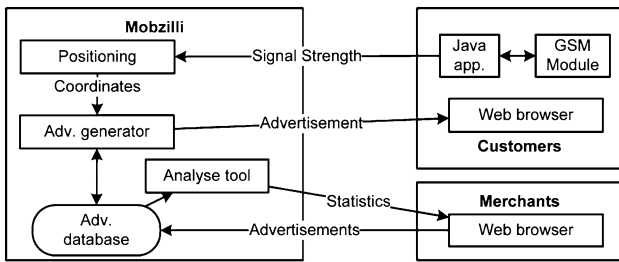 Mobzilli
Positioning
Signal Strength
Java
app.
GSM
Module
Coordinates
Adv. generator
Advertisement
Web browser
Customers
Analyse tool
Statistics
Merchants
Adv.
database
Advertisements
Web browser